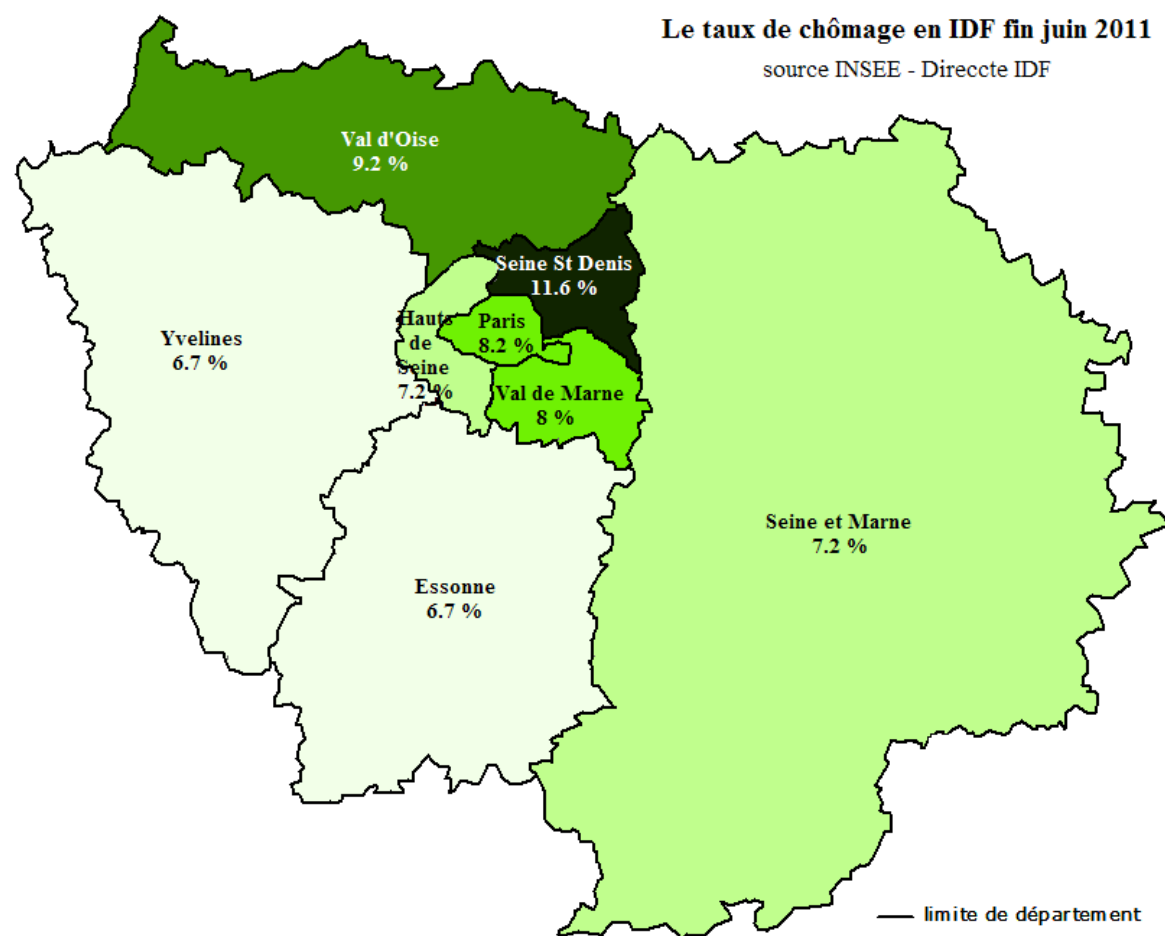 Le taux de chômage en IDF fin juin 2011
source INSEE - Direccte IDF
Val d'Oise
9.2 %
Seine St Denis
11.6 %
Hauts
de
Seine
7.2 %
Paris
8.2 %
Yvelines
6.7 %
Val de Marne
8 %
Seine et Marne
7.2 %
Essonne
6.7 %
limite de département